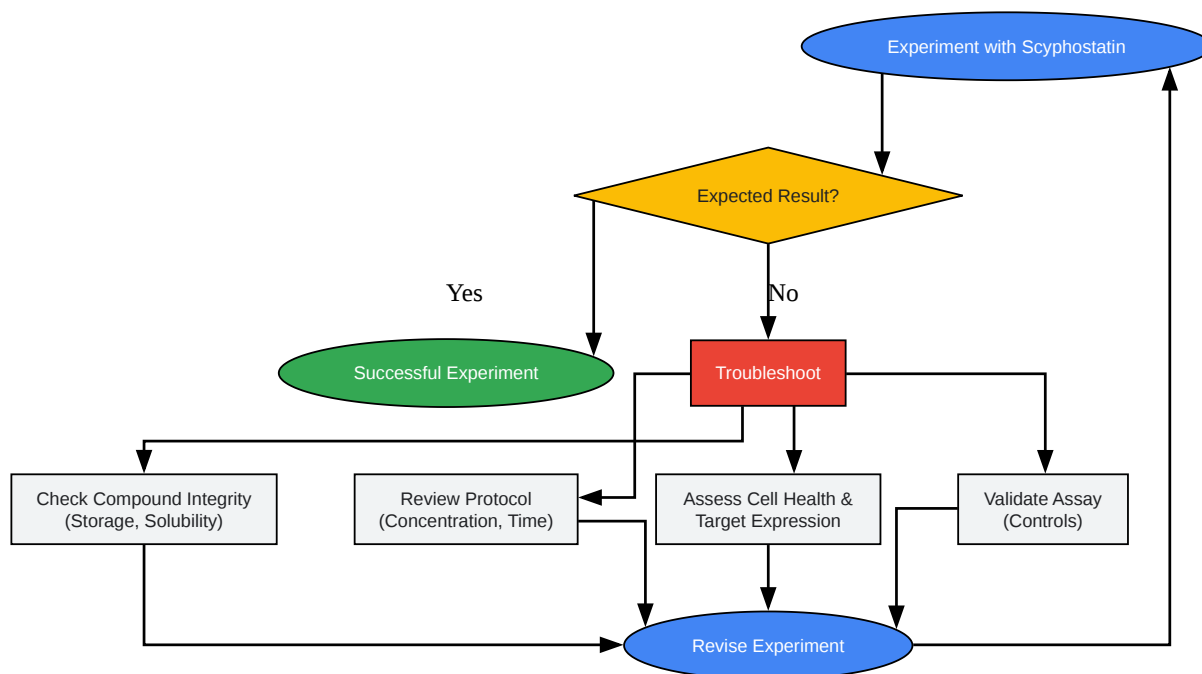 Experiment with Scyphostatin
Expected Result?
Yes
No
Successful Experiment
Troubleshoot
Check Compound Integrity
(Storage, Solubility)
Review Protocol
(Concentration, Time)
Assess Cell Health &
Target Expression
Validate Assay
(Controls)
Revise Experiment